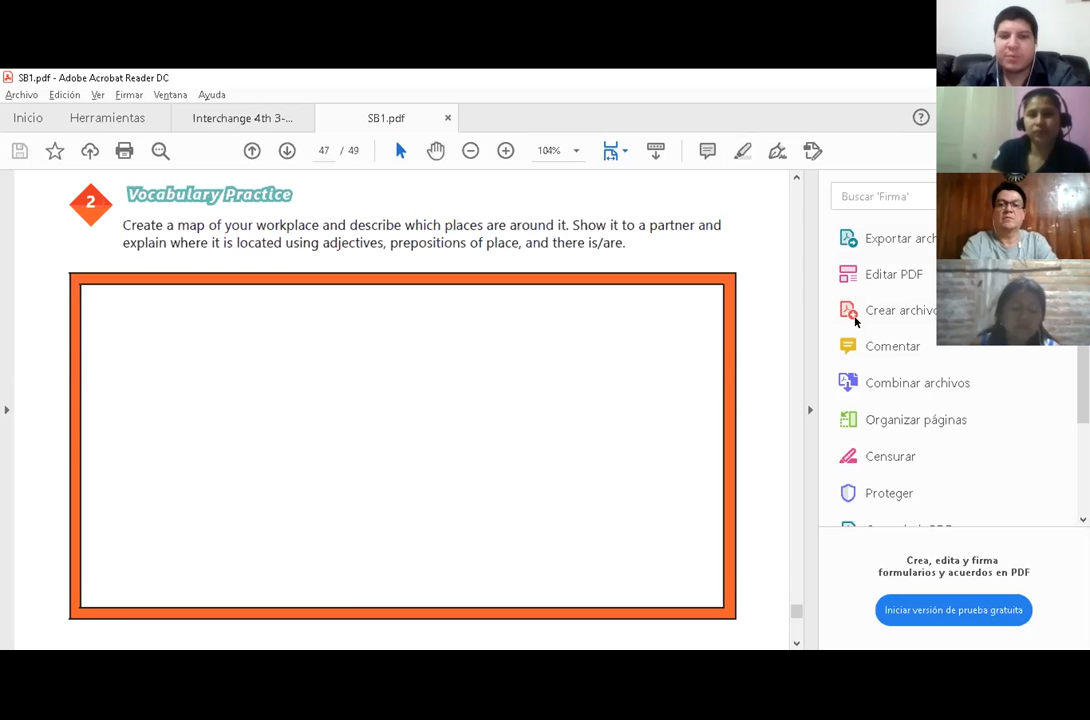 SB1.pdf - Adobe Acrobat Reader DC
Archivo Edición Ver Firmar Ventana Ayuda
Inicio Herramientas Interchange 4th 3-... SB1.pdf ×
47 / 49 104%
2 Vocabulary Practice
Create a map of your workplace and describe which places are around it. Show it to a partner and
explain where it is located using adjectives, prepositions of place, and there is/are.
Buscar 'Firma'
Exportar arch
Editar PDF
Crear archivo
Comentar
Combinar archivos
Organizar páginas
Censurar
Proteger
Crea, edita y firma
formularios y acuerdos en PDF
Iniciar versión de prueba gratuita